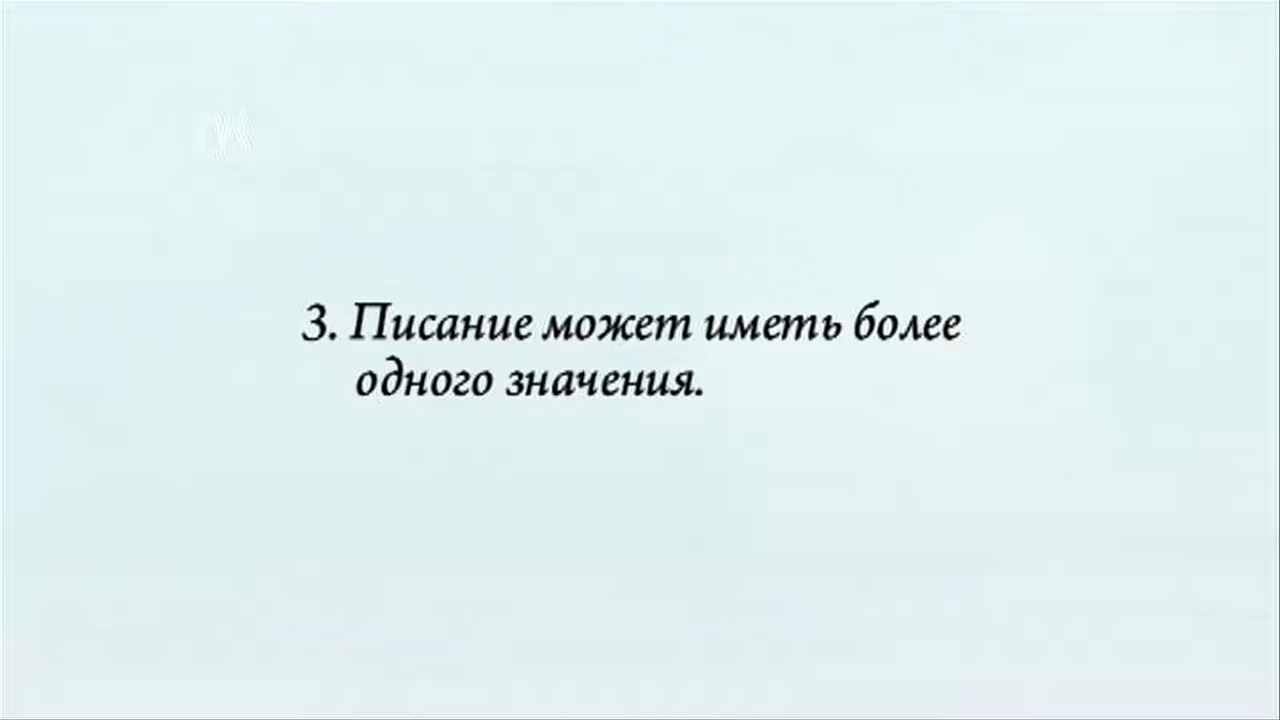 3. Писание может иметь более
одного значения.